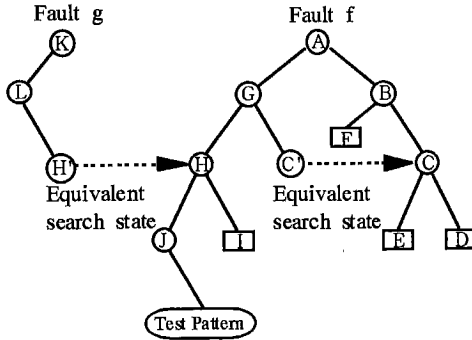 Fault g
Fault f
K
A
L
G
B
F
H'
H
C'
C
Equivalent
search state
Equivalent
search state
J
I
E
D
Test Pattern